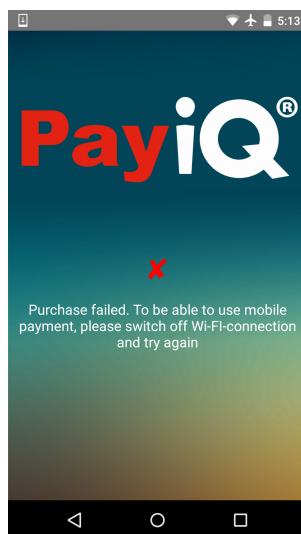 5:13
PayiQ®
Purchase failed. To be able to use mobile
payment, please switch off Wi-FI-connection
and try again